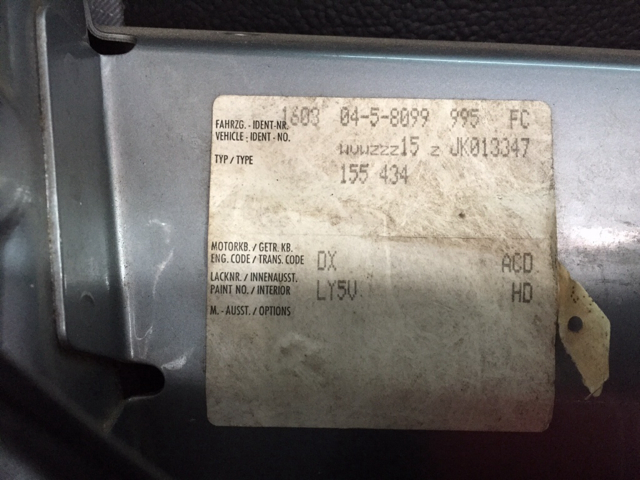 1603 04-5-8099 995 FC
FAHRZG. - IDENT-NR.
VEHICLE - IDENT - NO. WVWZZZ15 Z JK013347
TYP / TYPE 155 434
MOTORKB. / GETR. KB.
ENG. CODE / TRANS. CODE DX ACD
LACKNR. / INNENAUSST.
PAINT NO. / INTERIOR LY5V HD
M. - AUSST. / OPTIONS